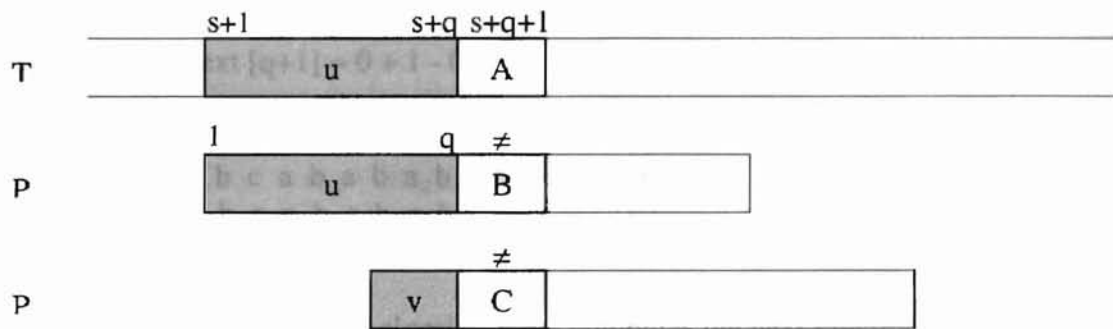 s+1 s+q s+q+1
T u A
1 q ≠
P u B
≠
P v C